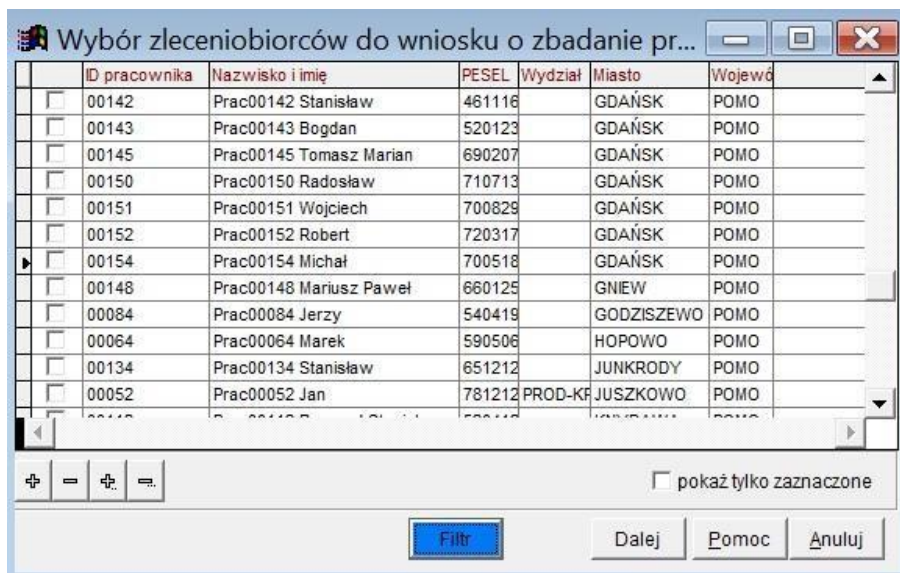 Wybór zleceniobiorców do wniosku o zbadanie pr...
ID pracownika Nazwisko i imię PESEL Wydział Miasto Wojewó
00142 Prac00142 Stanisław 461116 GDAŃSK POMO
00143 Prac00143 Bogdan 520123 GDAŃSK POMO
00145 Prac00145 Tomasz Marian 690207 GDAŃSK POMO
00150 Prac00150 Radosław 710713 GDAŃSK POMO
00151 Prac00151 Wojciech 700829 GDAŃSK POMO
00152 Prac00152 Robert 720317 GDAŃSK POMO
00154 Prac00154 Michał 700518 GDAŃSK POMO
00148 Prac00148 Mariusz Paweł 660125 GNIEW POMO
00084 Prac00084 Jerzy 540419 GODZISZEWO POMO
00064 Prac00064 Marek 590506 HOPOWO POMO
00134 Prac00134 Stanisław 651212 JUNKRODY POMO
00052 Prac00052 Jan 781212 PROD-KF JUSZKOWO POMO
pokaż tylko zaznaczone
Filtr Dalej Pomoc Anuluj